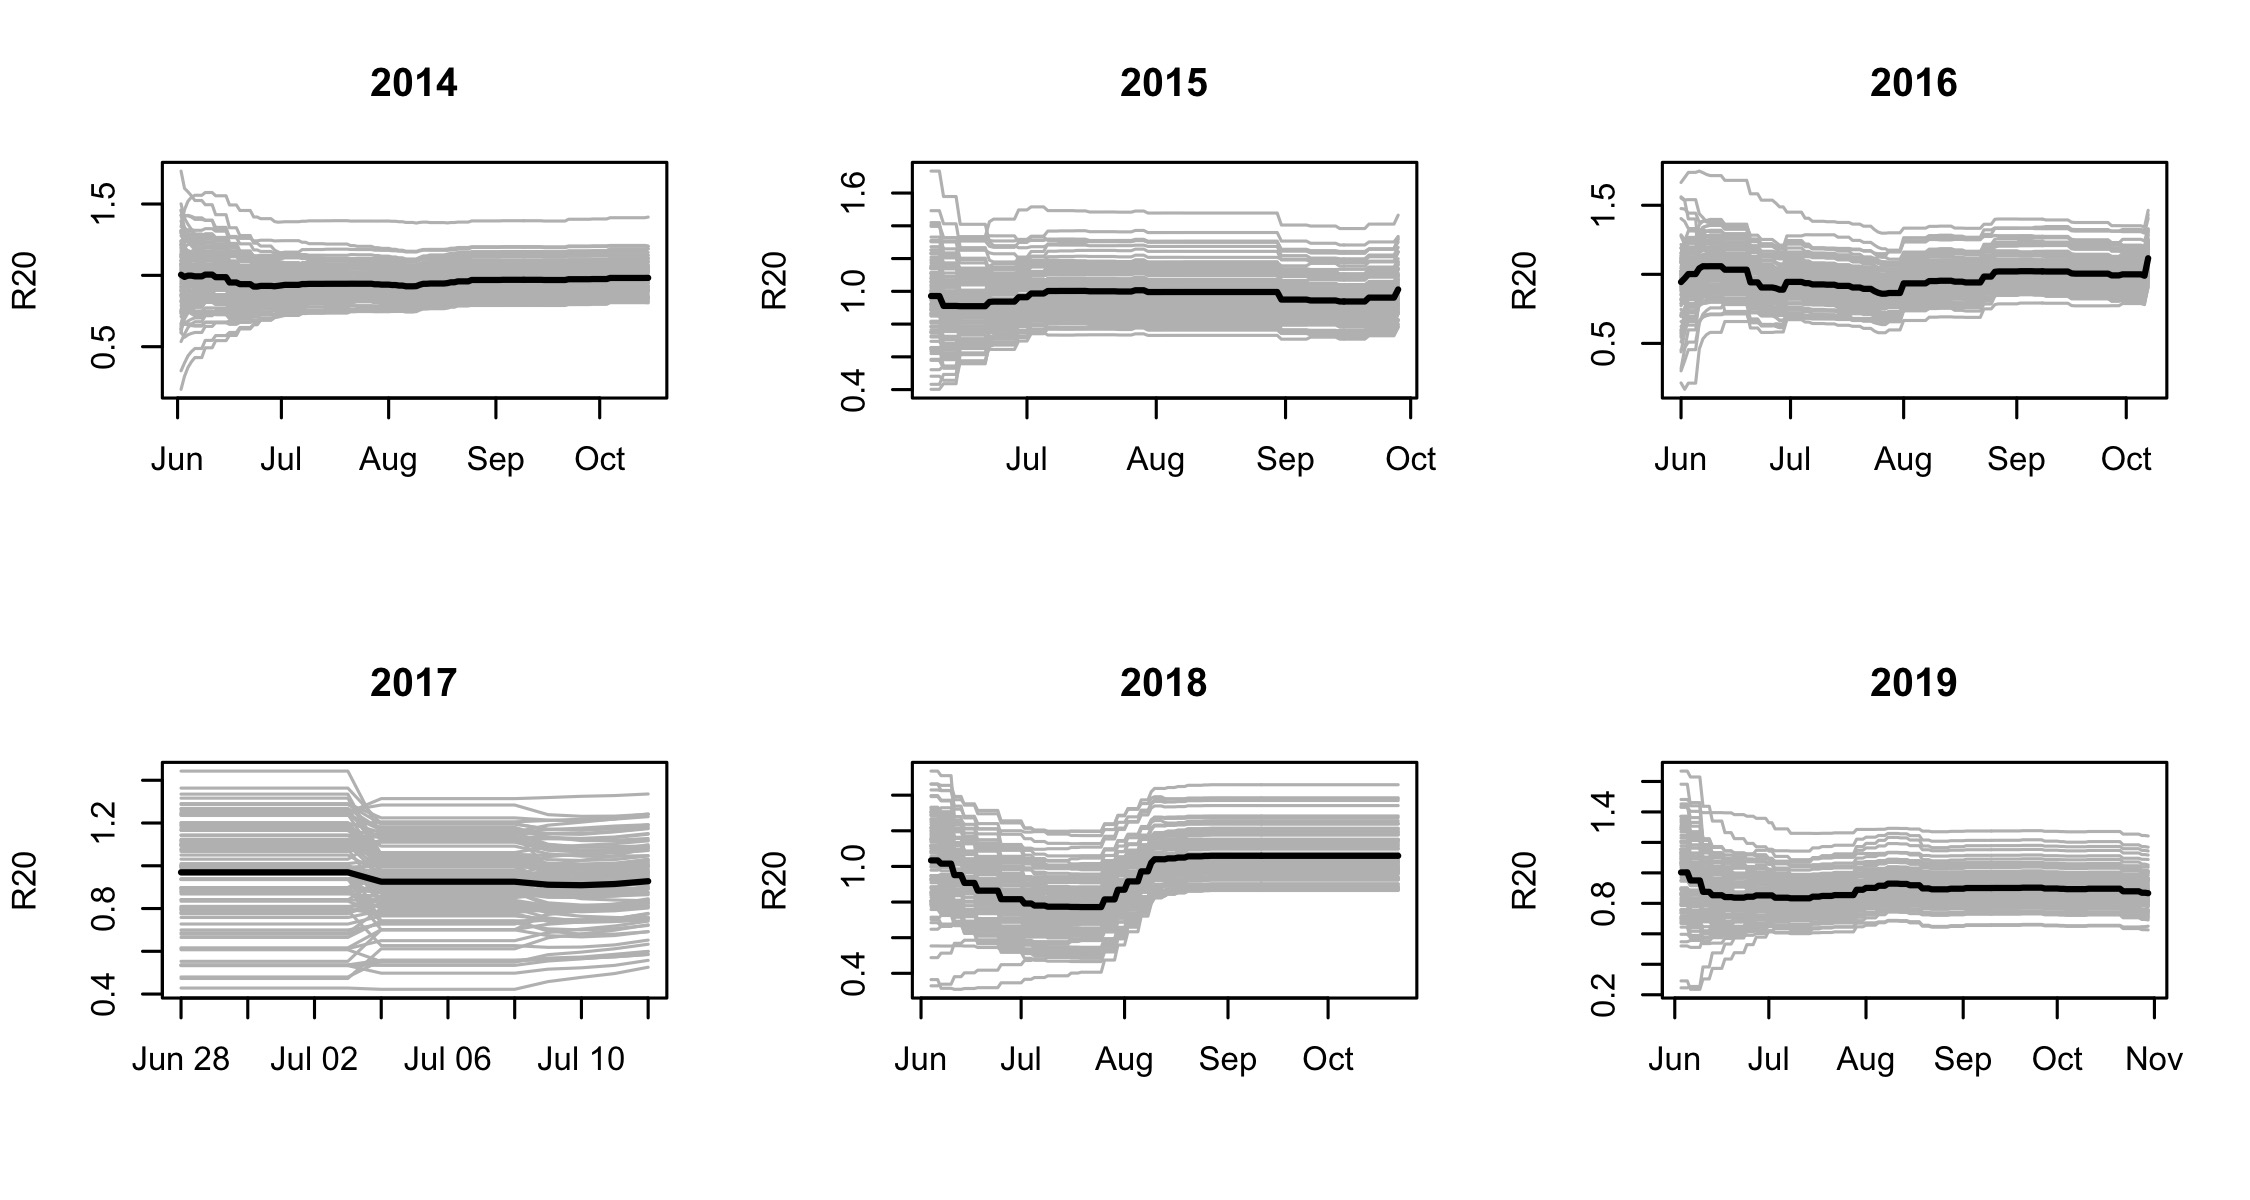 2014
R20
1.5
0.5
Jun Jul Aug Sep Oct
2015
R20
1.6
1.0
0.4
Jul Aug Sep Oct
2016
R20
1.5
0.5
Jun Jul Aug Sep Oct
2017
R20
1.2
0.8
0.4
Jun 28 Jul 02 Jul 06 Jul 10
2018
R20
1.0
0.4
Jun Jul Aug Sep Oct
2019
R20
1.4
0.8
0.2
Jun Jul Aug Sep Oct Nov